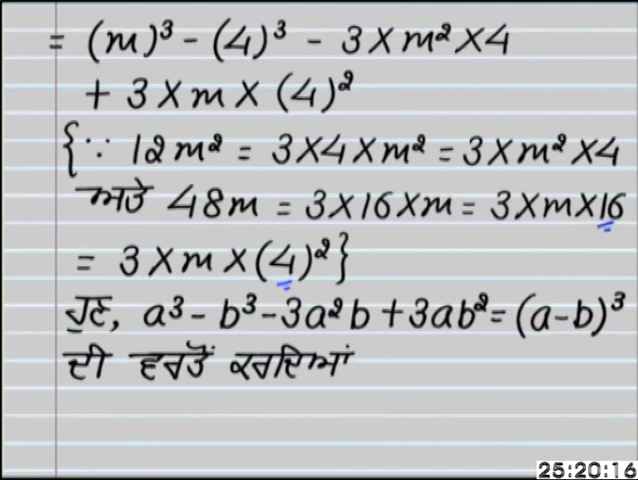 = (m)³ - (4)³ - 3 × m² × 4
+ 3 × m × (4)²
{∵ 12m² = 3×4×m² = 3×m²×4
ਅਤੇ 48m = 3×16×m = 3×m×16
= 3 × m × (4)²}
ਹੁਣ, a³ - b³ - 3a²b + 3ab² = (a-b)³
ਦੀ ਵਰਤੋਂ ਕਰਦਿਆਂ
25:20:16